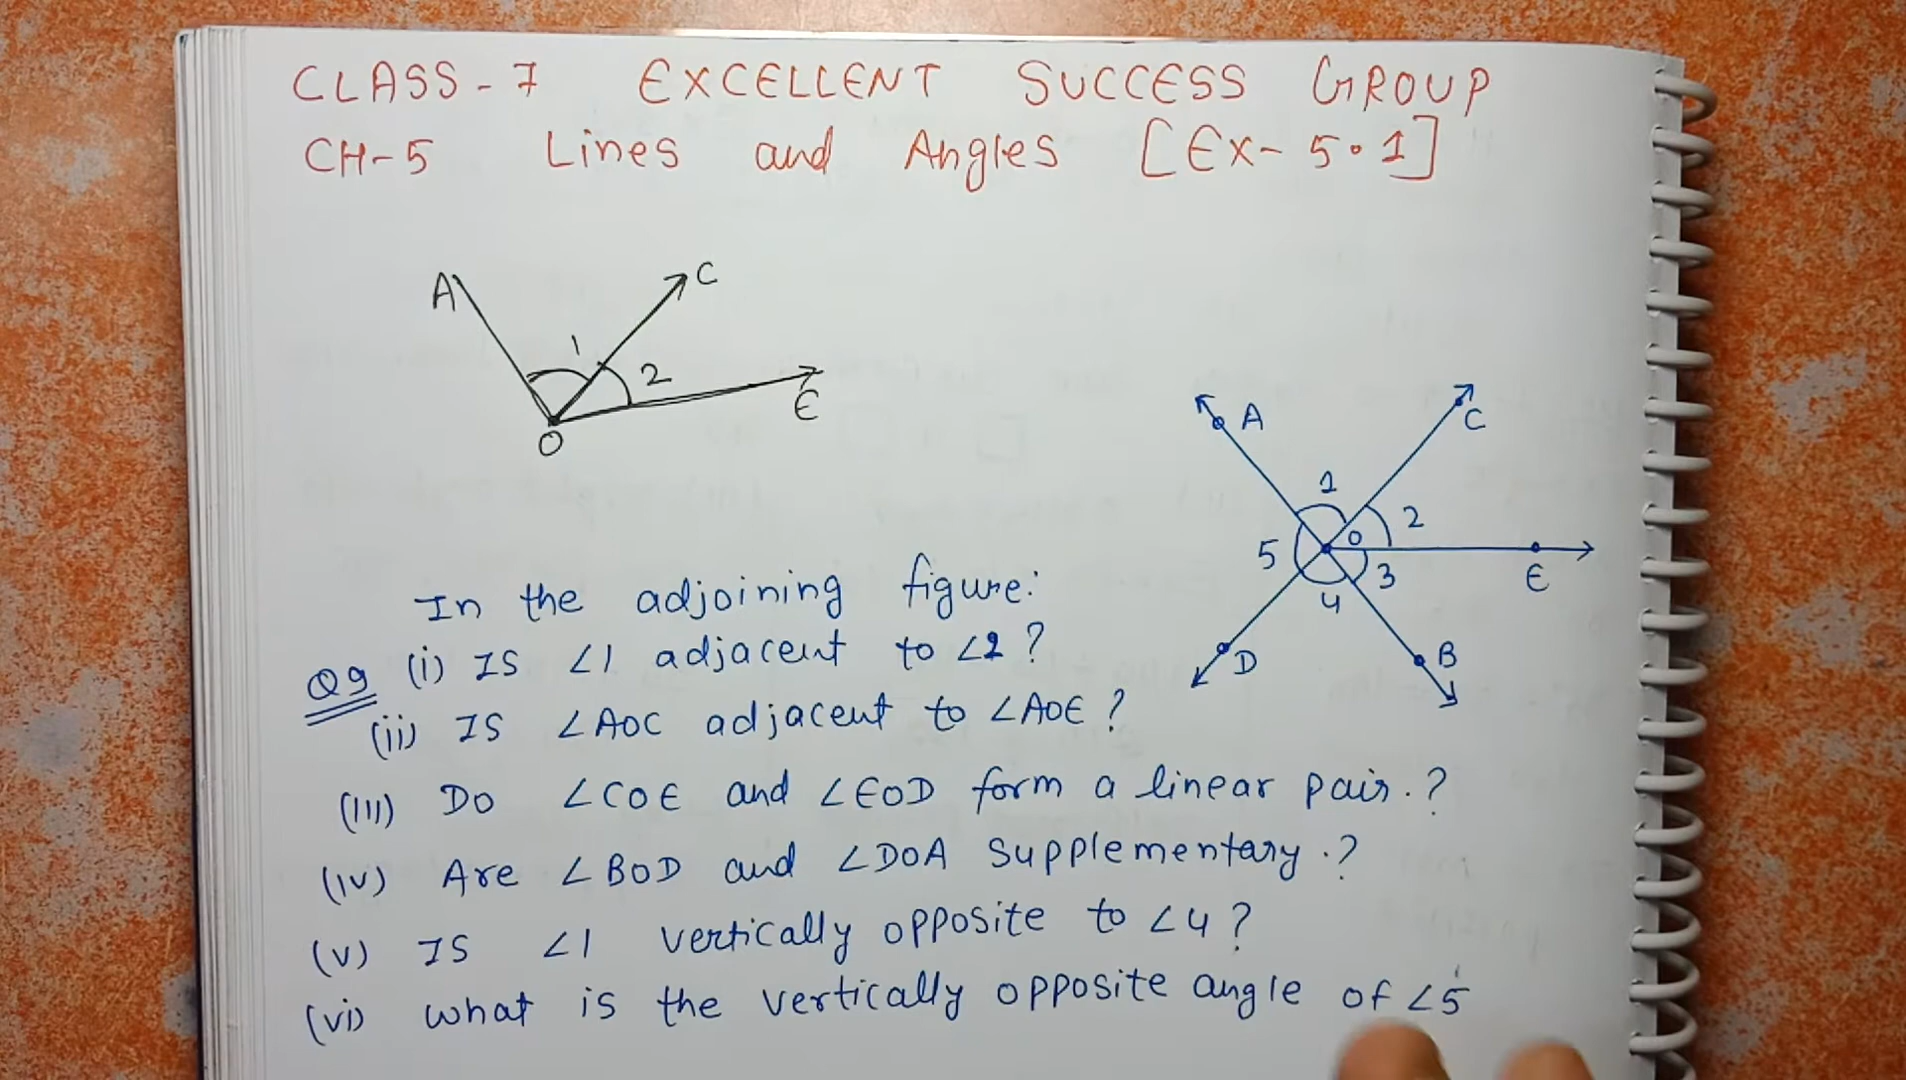 CLASS-7 EXCELLENT SUCCESS GROUP
CH-5 Lines and Angles [Ex-5.1]
A
C
1
2
E
O
A
C
1
2
O
5
3
E
4
D
B
In the adjoining figure:
Q9 (i) IS ∠1 adjacent to ∠2?
(ii) IS ∠AOC adjacent to ∠AOE?
(III) Do ∠COE and ∠EOD form a linear pair.?
(IV) Are ∠BOD and ∠DOA Supplementary.?
(V) IS ∠1 vertically opposite to ∠4?
(vi) what is the vertically opposite angle of ∠5